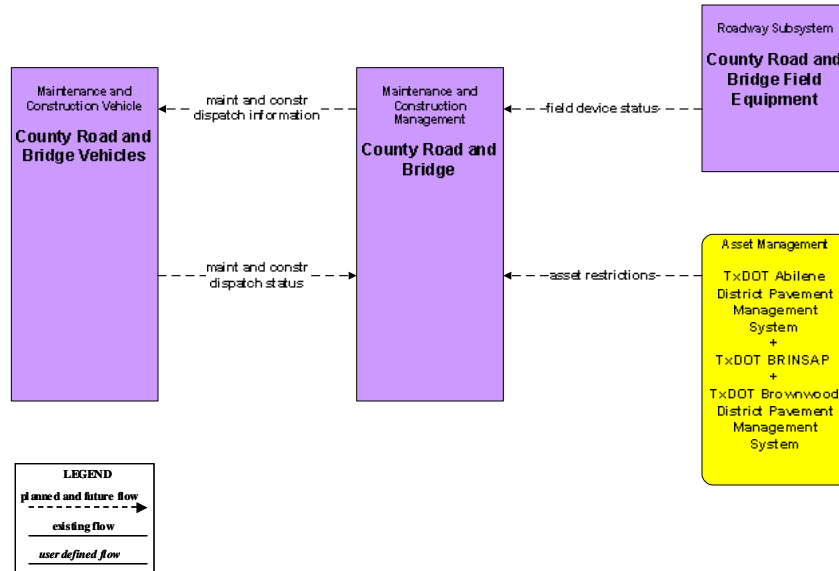 Roadway Subsystem
County Road and
Bridge Field
Equipment
Maintenance and
Construction Vehicle
County Road and
Bridge Vehicles
maint and constr
dispatch information
Maintenance and
Construction
Management
County Road and
Bridge
field device status
maint and constr
dispatch status
asset restrictions
Asset Management
TxDOT Abilene
District Pavement
Management
System
+
TxDOT BRINSAP
+
TxDOT Brownwood
District Pavement
Management
System
LEGEND
planned and future flow
existing flow
user defined flow